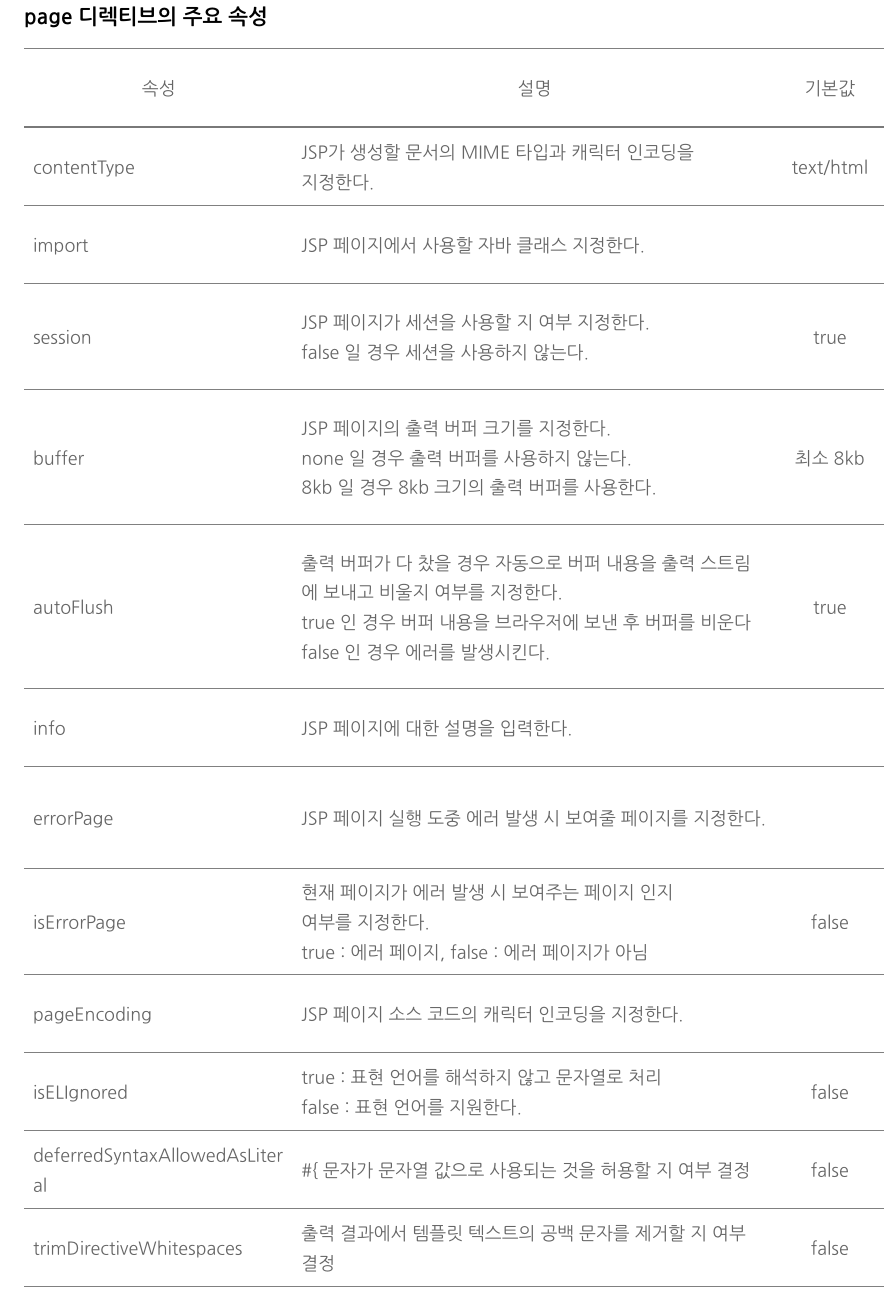 page 디렉티브의 주요 속성
속성 설명 기본값
contentType JSP가 생성할 문서의 MIME 타입과 캐릭터 인코딩을
지정한다. text/html
import JSP 페이지에서 사용할 자바 클래스 지정한다.
session JSP 페이지가 세션을 사용할 지 여부 지정한다.
false 일 경우 세션을 사용하지 않는다. true
buffer JSP 페이지의 출력 버퍼 크기를 지정한다.
none 일 경우 출력 버퍼를 사용하지 않는다. 최소 8kb
8kb 일 경우 8kb 크기의 출력 버퍼를 사용한다.
autoFlush 출력 버퍼가 다 찼을 경우 자동으로 버퍼 내용을 출력 스트림
에 보내고 비울지 여부를 지정한다. true
true 인 경우 버퍼 내용을 브라우저에 보낸 후 버퍼를 비운다
false 인 경우 에러를 발생시킨다.
info JSP 페이지에 대한 설명을 입력한다.
errorPage JSP 페이지 실행 도중 에러 발생 시 보여줄 페이지를 지정한다.
isErrorPage 현재 페이지가 에러 발생 시 보여주는 페이지 인지
여부를 지정한다. false
true : 에러 페이지, false : 에러 페이지가 아님
pageEncoding JSP 페이지 소스 코드의 캐릭터 인코딩을 지정한다.
isELIgnored true : 표현 언어를 해석하지 않고 문자열로 처리
false : 표현 언어를 지원한다. false
deferredSyntaxAllowedAsLiter
al #{ 문자가 문자열 값으로 사용되는 것을 허용할 지 여부 결정 false
trimDirectiveWhitespaces 출력 결과에서 템플릿 텍스트의 공백 문자를 제거할 지 여부
결정 false